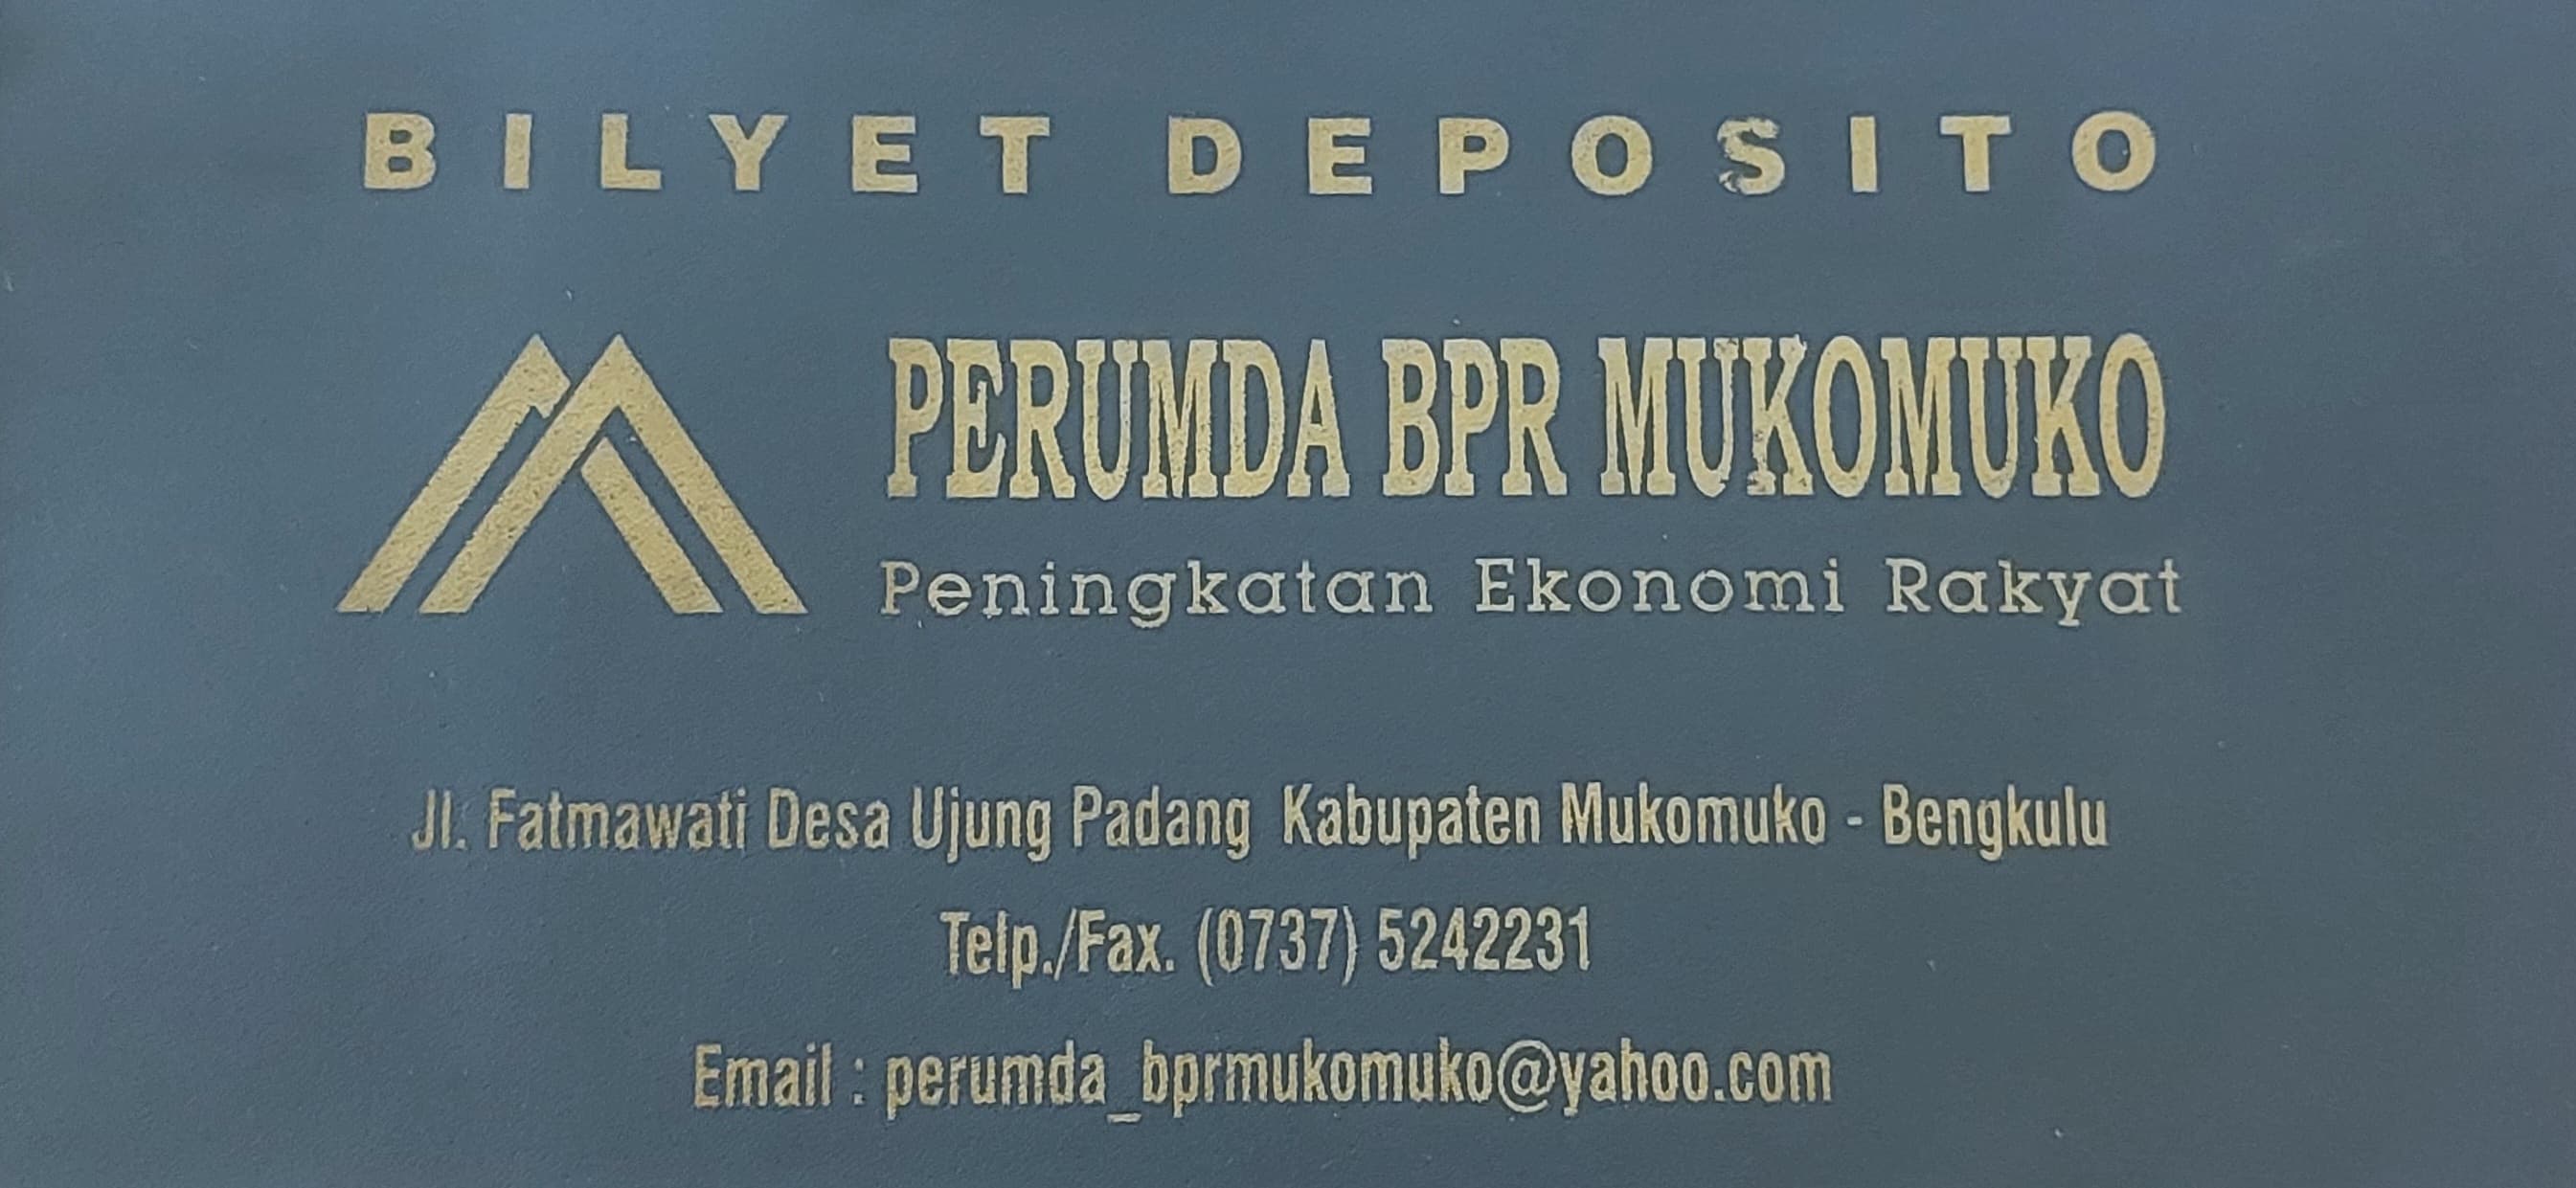 BILYET DEPOSITO
PERUMDA BPR MUKOMUKO
Peningkatan Ekonomi Rakyat
Jl. Fatmawati Desa Ujung Padang Kabupaten Mukomuko - Bengkulu
Telp./Fax. (0737) 5242231
Email : perumda_bprmukomuko@yahoo.com